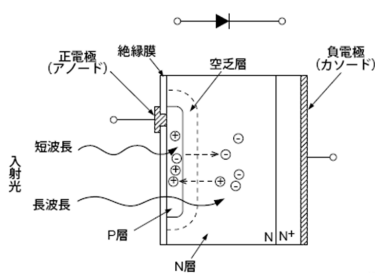 正電極
(アノード)
絶縁膜
空乏層
負電極
(カソード)
入射光
短波長
長波長
P層
N層
N
N+